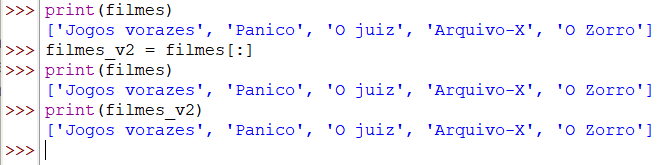 >>> print(filmes)
['Jogos vorazes', 'Panico', 'O juiz', 'Arquivo-X', 'O Zorro']
>>> filmes_v2 = filmes[:]
>>> print(filmes)
['Jogos vorazes', 'Panico', 'O juiz', 'Arquivo-X', 'O Zorro']
>>> print(filmes_v2)
['Jogos vorazes', 'Panico', 'O juiz', 'Arquivo-X', 'O Zorro']
>>>